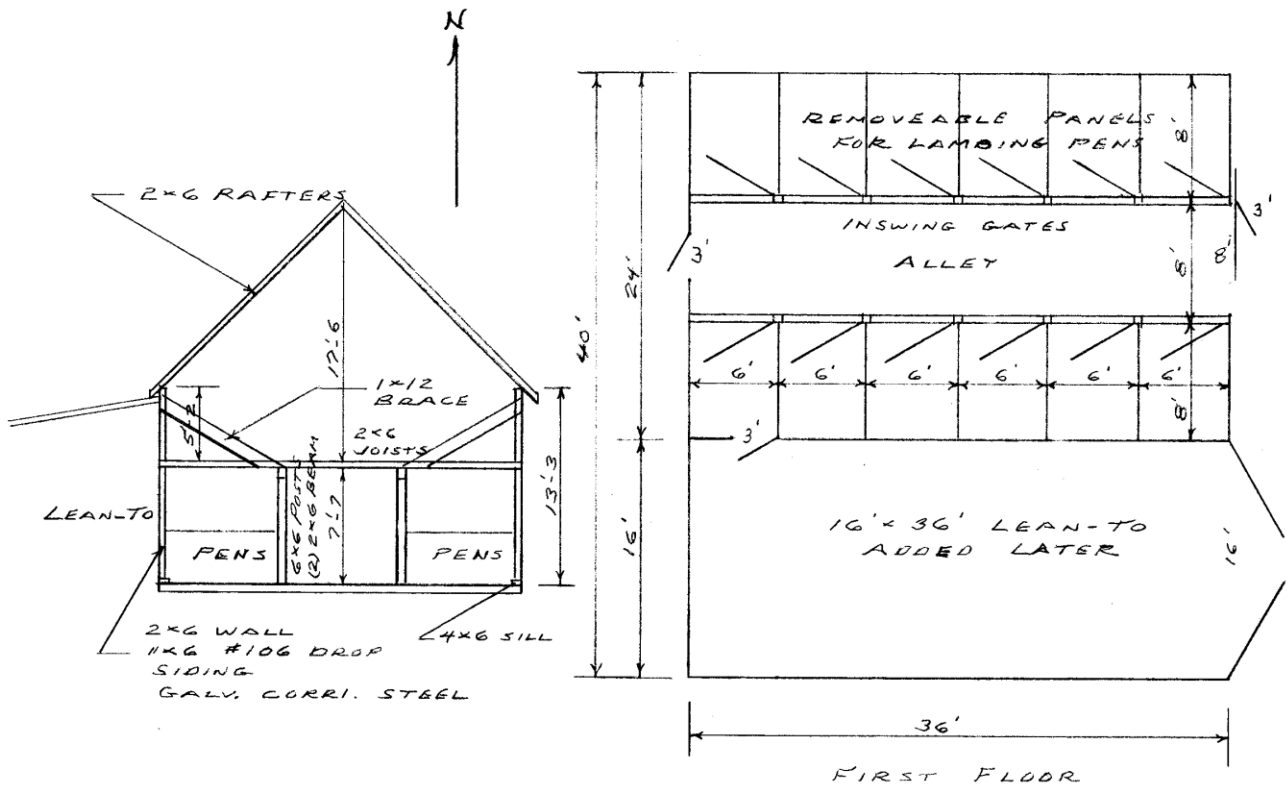 N
2×6 RAFTERS
17'-6
1×12
BRACE
5'-2
2×6
JOISTS
6×6 POSTS
(2) 2×6 BEAM
7'-7
13'-3
LEAN-TO
PENS
PENS
2×6 WALL
1"×6 #106 DROP
SIDING
GALV. CORRI. STEEL
4×6 SILL
REMOVEABLE PANELS
FOR LAMBING PENS
8'
3'
INSWING GATES
ALLEY
3'
8'
8'
24'
40'
6'
6'
6'
6'
6'
6'
8'
3'
16'
16'×36' LEAN-TO
ADDED LATER
16'
36'
FIRST FLOOR